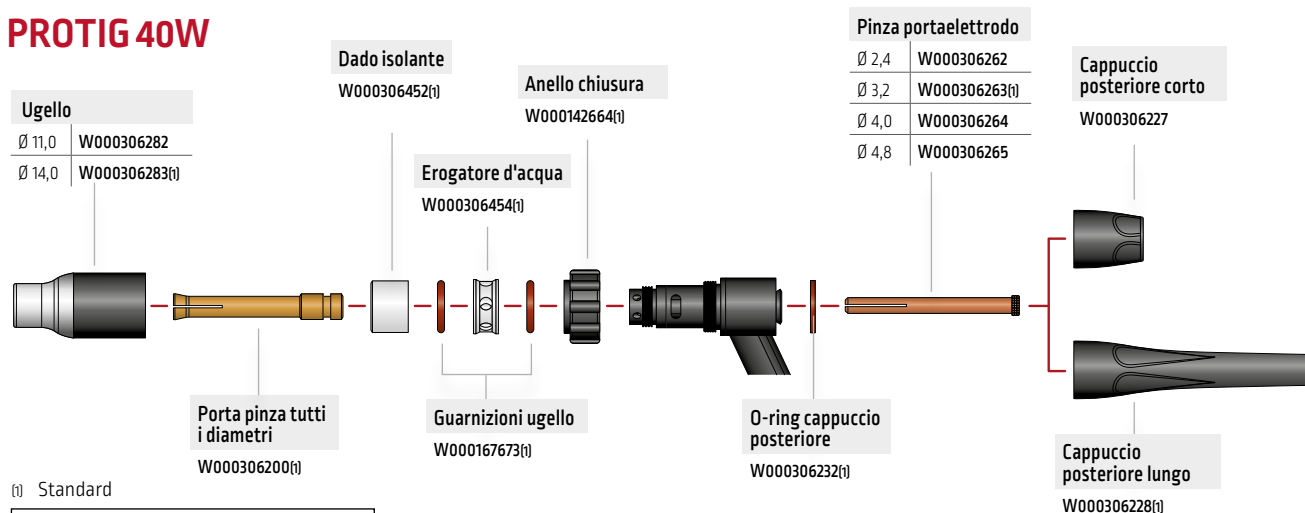 PROTIG 40W
Ugello
Ø 11,0 W000306282
Ø 14,0 W000306283(1)
Dado isolante
W000306452(1)
Erogatore d'acqua
W000306454(1)
Anello chiusura
W000142664(1)
Pinza portaelettrodo
Ø 2,4 W000306262
Ø 3,2 W000306263(1)
Ø 4,0 W000306264
Ø 4,8 W000306265
Cappuccio
posteriore corto
W000306227
Porta pinza tutti
i diametri
W000306200(1)
Guarnizioni ugello
W000167673(1)
O-ring cappuccio
posteriore
W000306232(1)
Cappuccio
posteriore lungo
W000306228(1)
(1) Standard